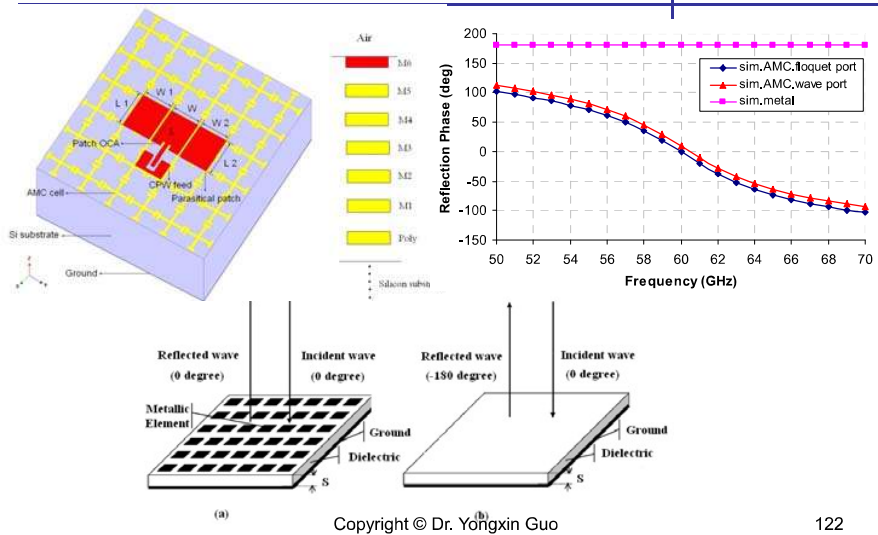 L 1
W 1
W
W 2
L
L 2
Patch OCA
CPW feed
Parasitical patch
AMC cell
Si substrate
Ground
Air
M6
M5
M4
M3
M2
M1
Poly
Silicon substr
Reflection Phase (deg)
200
150
100
50
0
-50
-100
-150
sim.AMC.floquet port
sim.AMC.wave port
sim.metal
50 52 54 56 58 60 62 64 66 68 70
Frequency (GHz)
Reflected wave
(0 degree)
Incident wave
(0 degree)
Metallic
Element
Ground
Dielectric
S
(a)
Reflected wave
(-180 degree)
Incident wave
(0 degree)
Ground
Dielectric
S
(b)
Copyright © Dr. Yongxin Guo
122